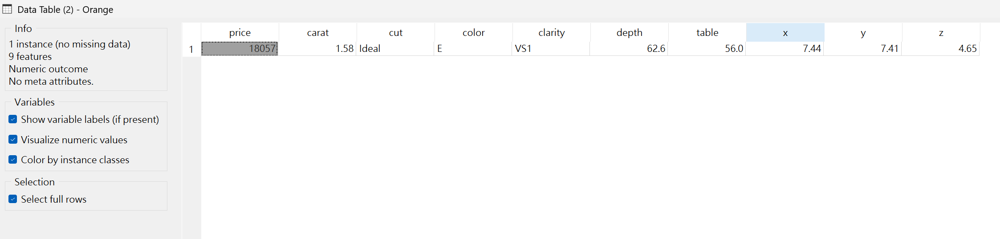 Data Table (2) - Orange
Info
1 instance (no missing data)
9 features
Numeric outcome
No meta attributes.
Variables
Show variable labels (if present)
Visualize numeric values
Color by instance classes
Selection
Select full rows
price carat cut color clarity depth table x y z
1 18057 1.58 Ideal E VS1 62.6 56.0 7.44 7.41 4.65